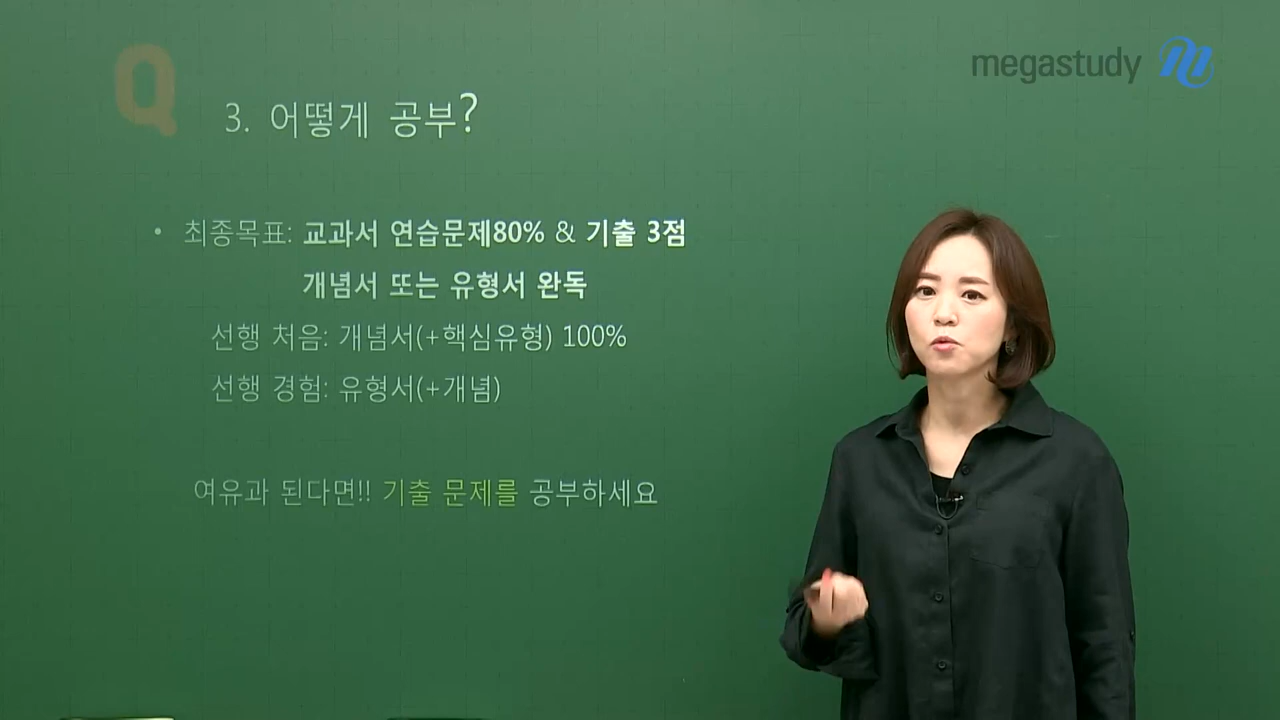 Q
megastudy
3. 어떻게 공부?
• 최종목표: 교과서 연습문제80% & 기출 3점
개념서 또는 유형서 완독
선행 처음: 개념서(+핵심유형) 100%
선행 경험: 유형서(+개념)
여유과 된다면!! 기출 문제를 공부하세요